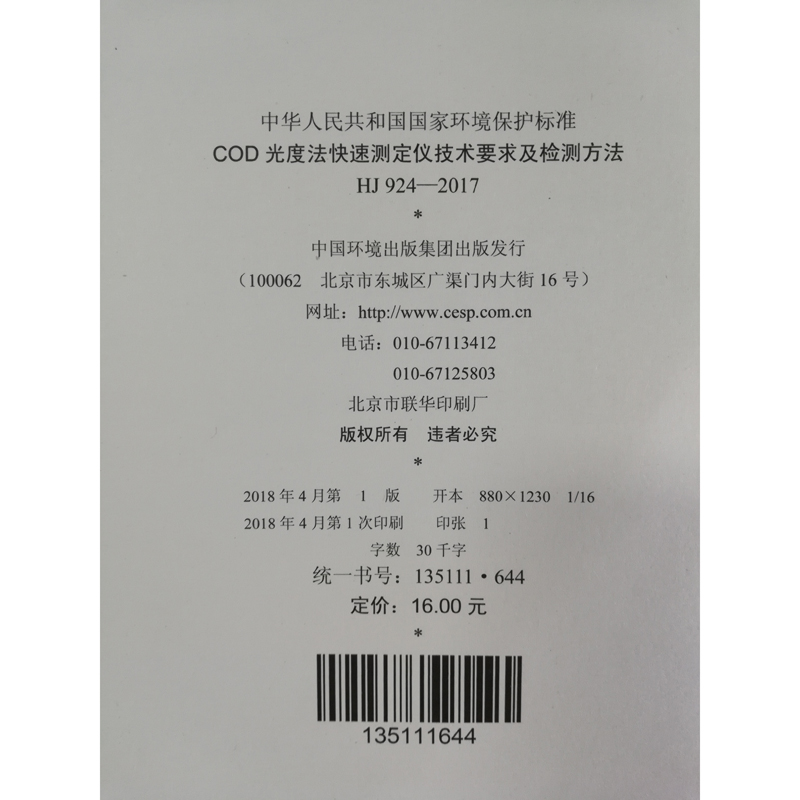 中华人民共和国国家环境保护标准
COD 光度法快速测定仪技术要求及检测方法
HJ 924—2017
*
中国环境出版集团出版发行
（100062　北京市东城区广渠门内大街 16 号）
网址：http://www.cesp.com.cn
电话：010-67113412
010-67125803
北京市联华印刷厂
版权所有　违者必究
*
2018 年 4 月第　1　版　　开本　880×1230　1/16
2018 年 4 月第 1 次印刷　　印张　1
字数　30 千字
统一书号：135111·644
定价：16.00 元
*
135111644